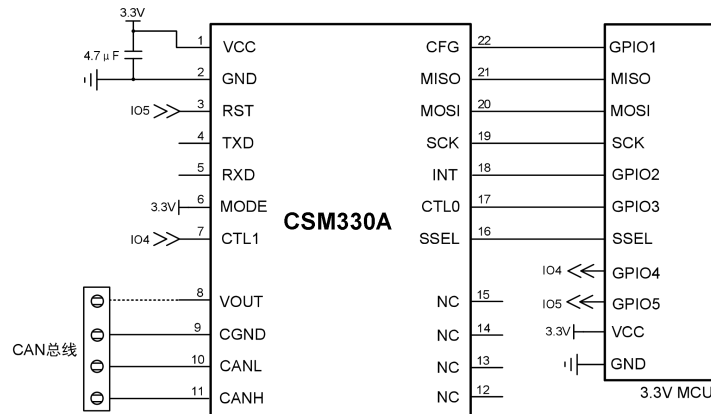 3.3V
4.7μF
1 VCC CFG 22 GPIO1
2 GND MISO 21 MISO
IO5 3 RST MOSI 20 MOSI
4 TXD SCK 19 SCK
5 RXD INT 18 GPIO2
3.3V 6 MODE CTL0 17 GPIO3
CSM330A
IO4 7 CTL1 SSEL 16 SSEL
IO4 GPIO4
8 VOUT NC 15 IO5 GPIO5
CAN总线
9 CGND NC 14 3.3V VCC
10 CANL NC 13 GND
11 CANH NC 12 3.3V MCU